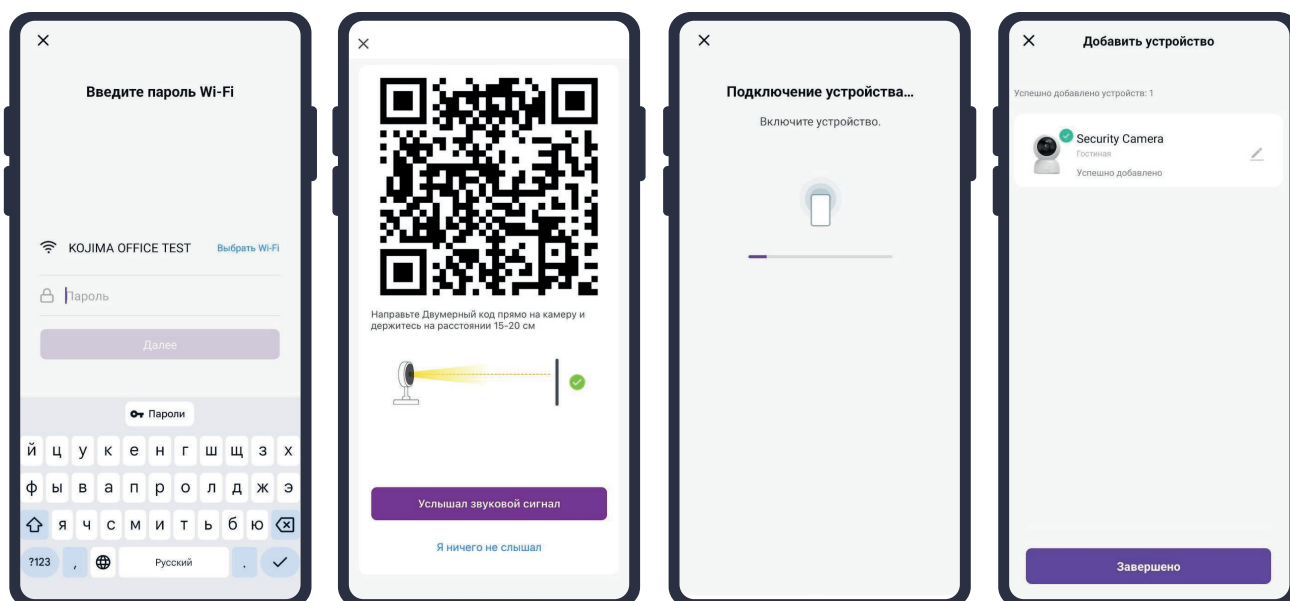 Введите пароль Wi-Fi
KOJIMA OFFICE TEST Выбрать Wi-Fi
Пароль
Далее
Пароли
й ц у к е н г ш щ з х
ф ы в а п р о л д ж э
я ч с м и т ь б ю
?123 , Русский .
Направьте Двумерный код прямо на камеру и
держитесь на расстоянии 15-20 см
Услышал звуковой сигнал
Я ничего не слышал
Подключение устройства...
Включите устройство.
Добавить устройство
Успешно добавлено устройств: 1
Security Camera
Гостиная
Успешно добавлено
Завершено